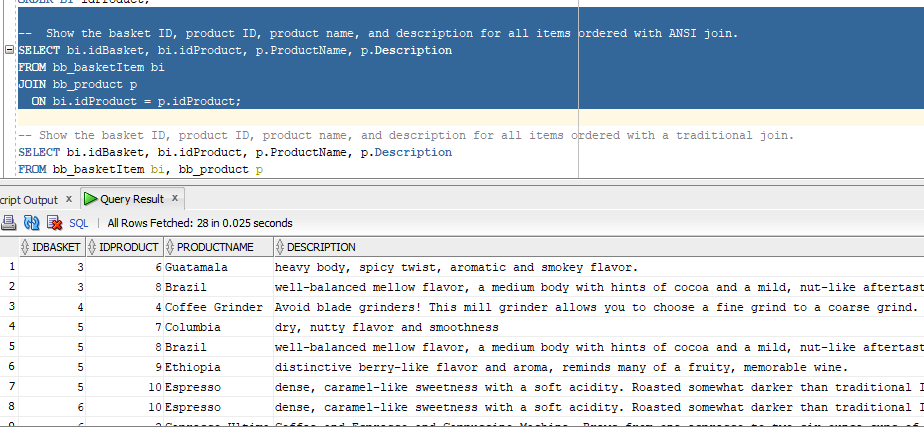 ORDER BY idProduct;
--  Show the basket ID, product ID, product name, and description for all items ordered with ANSI join.
SELECT bi.idBasket, bi.idProduct, p.ProductName, p.Description
FROM bb_basketItem bi
JOIN bb_product p
  ON bi.idProduct = p.idProduct;
-- Show the basket ID, product ID, product name, and description for all items ordered with a traditional join.
SELECT bi.idBasket, bi.idProduct, p.ProductName, p.Description
FROM bb_basketItem bi, bb_product p
cript Output x Query Result x
SQL | All Rows Fetched: 28 in 0.025 seconds
IDBASKET IDPRODUCT PRODUCTNAME DESCRIPTION
1 3 6 Guatamala heavy body, spicy twist, aromatic and smokey flavor.
2 3 8 Brazil well-balanced mellow flavor, a medium body with hints of cocoa and a mild, nut-like aftertast
3 4 4 Coffee Grinder Avoid blade grinders! This mill grinder allows you to choose a fine grind to a coarse grind.
4 5 7 Columbia dry, nutty flavor and smoothness
5 5 8 Brazil well-balanced mellow flavor, a medium body with hints of cocoa and a mild, nut-like aftertast
6 5 9 Ethiopia distinctive berry-like flavor and aroma, reminds many of a fruity, memorable wine.
7 5 10 Espresso dense, caramel-like sweetness with a soft acidity. Roasted somewhat darker than traditional I
8 6 10 Espresso dense, caramel-like sweetness with a soft acidity. Roasted somewhat darker than traditional I